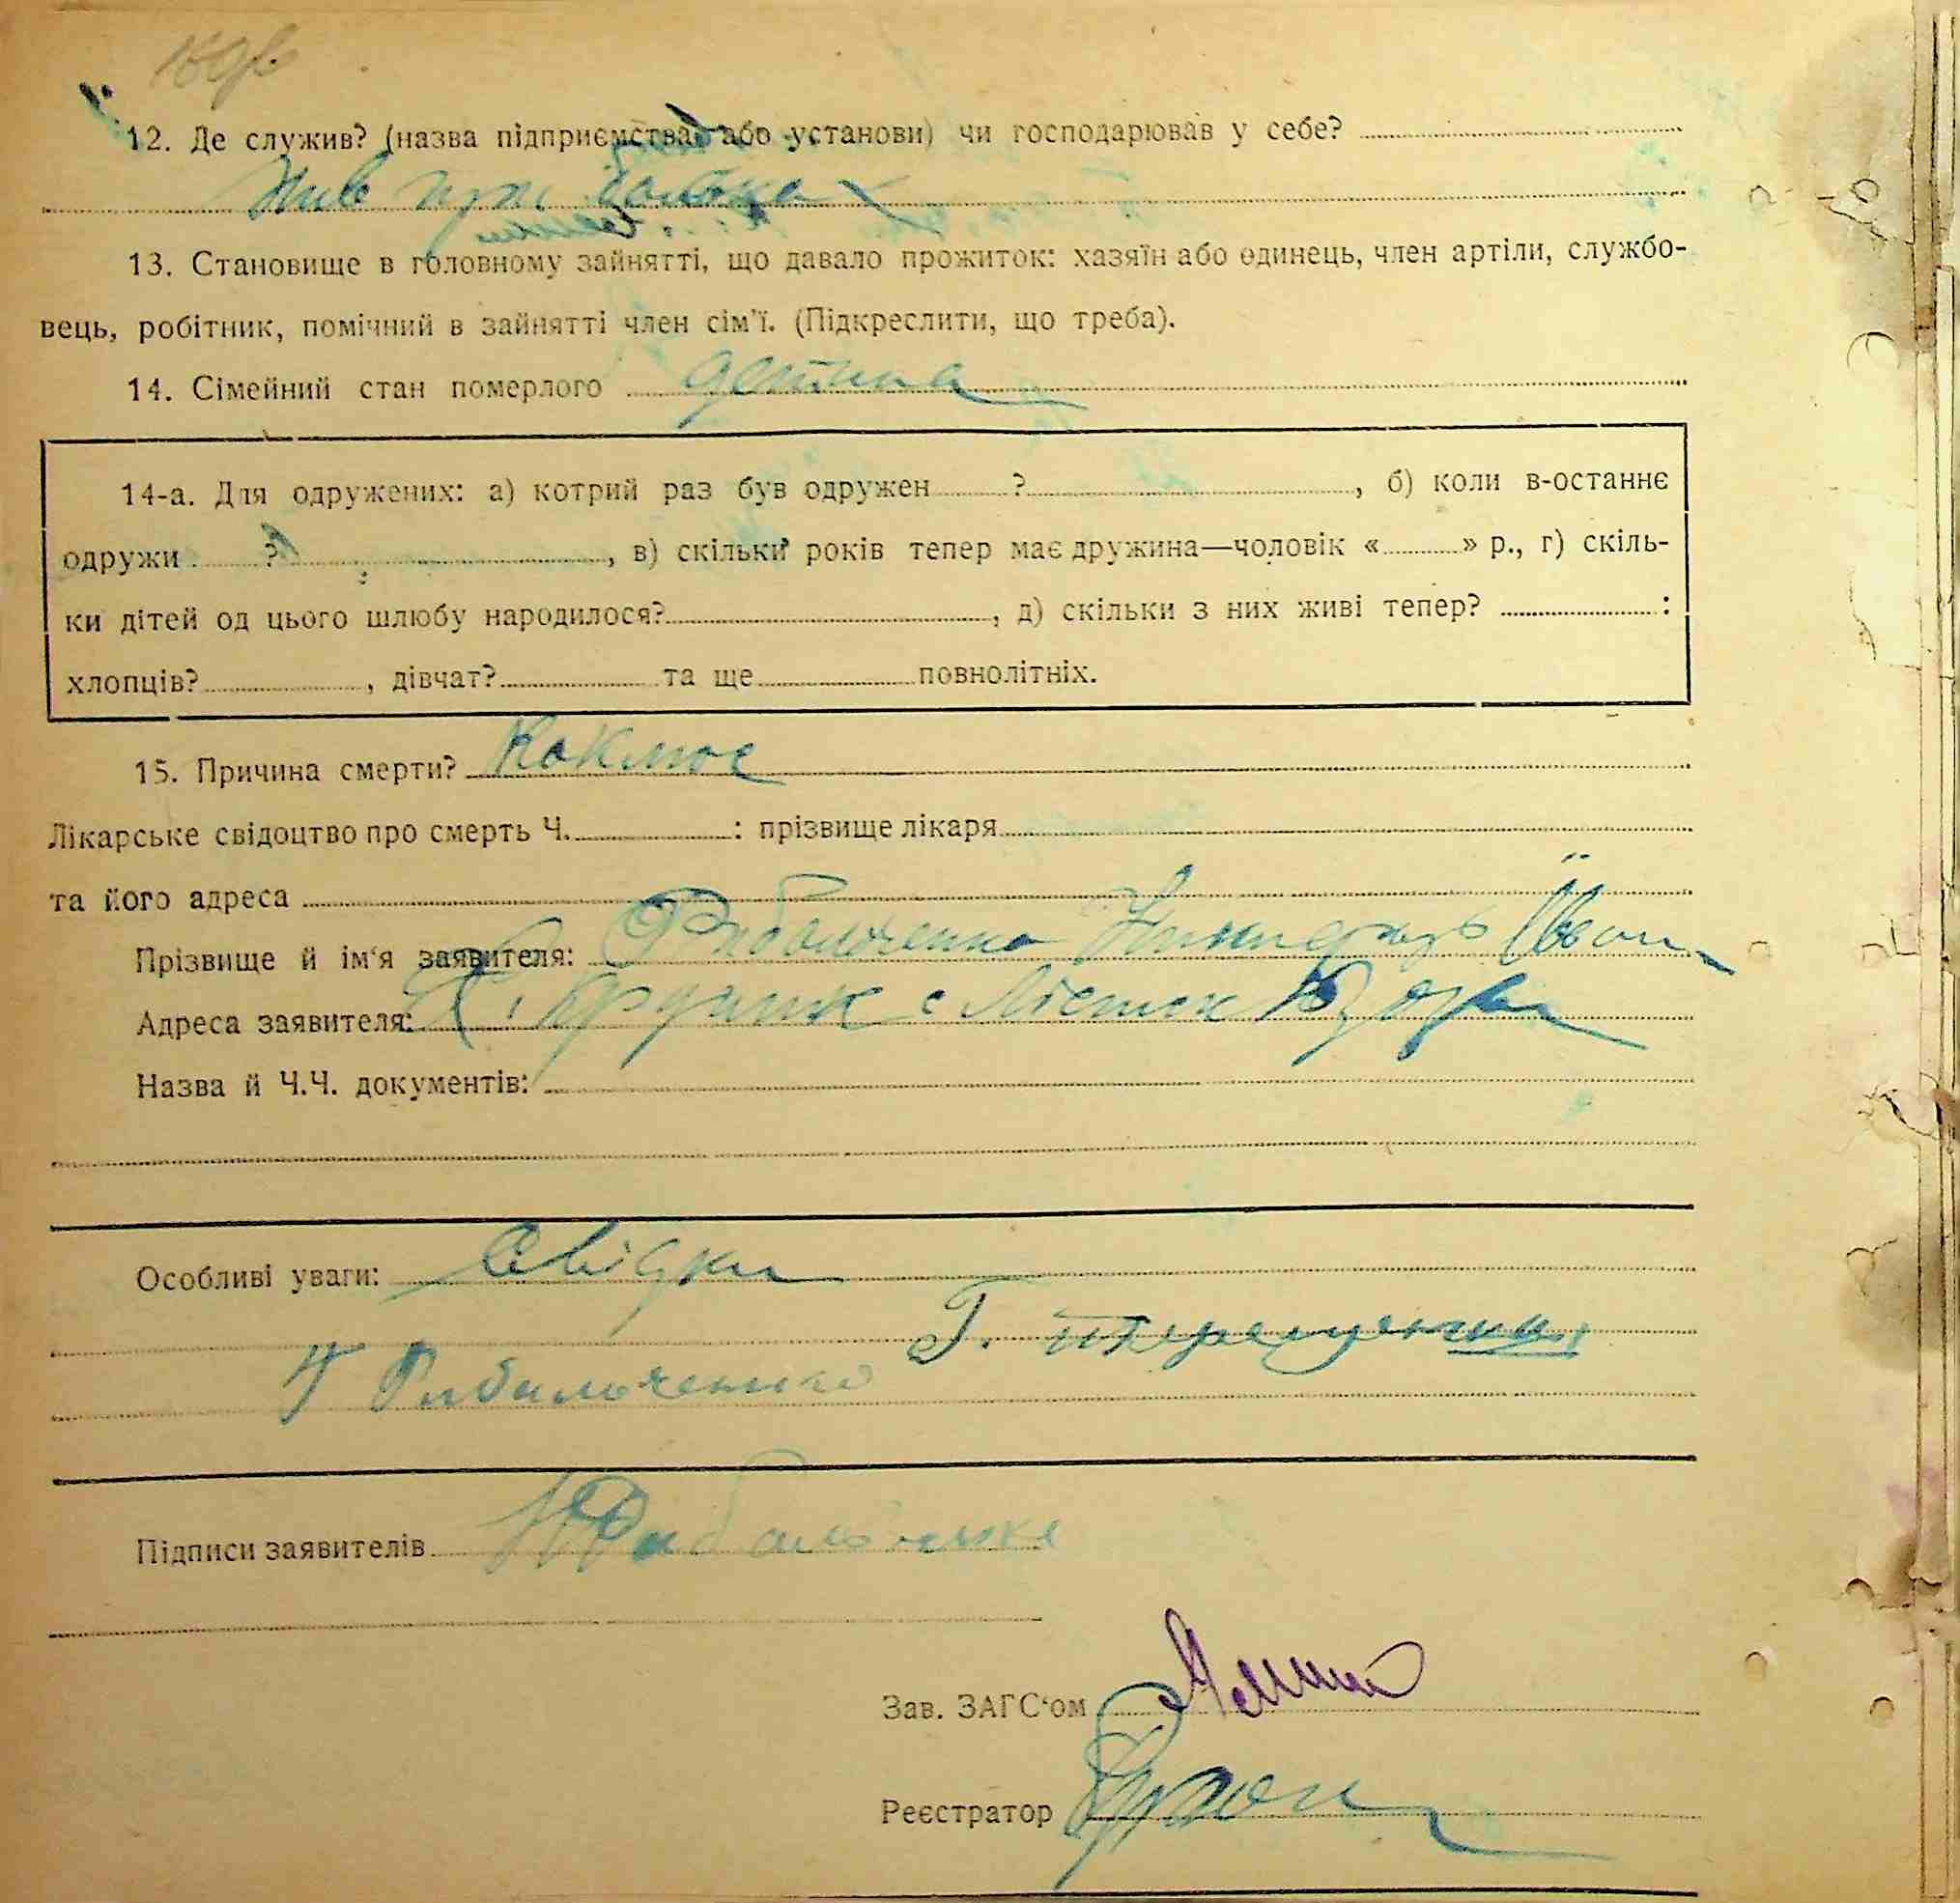 12. Де служив? (назва підприємства або установи) чи господарював у себе?
Жив при батька
13. Становище в головному зайнятті, що давало прожиток: хазяїн або одинець, член артіли, службо-
вець, робітник, помічний в зайнятті член сім'ї. (Підкреслити, що треба).
14. Сімейний стан померлого дитина
14-а. Для одружених: а) котрий раз був одружен ? , б) коли в-останнє
одружи ? , в) скільки років тепер має дружина—чоловік « » р., г) скіль-
ки дітей од цього шлюбу народилося? , д) скільки з них живі тепер? :
хлопців? , дівчат? та ще повнолітніх.
15. Причина смерти? Коклюс
Лікарське свідоцтво про смерть Ч. : прізвище лікаря
та його адреса
Прізвище й ім'я заявителя: Рибальченко
Адреса заявителя:
Назва й Ч.Ч. документів:
Особливі уваги: Свідки
Г. Терещенко
Рибальченко
Підписи заявителів Рибальченко
Зав. ЗАГС'ом
Реєстратор